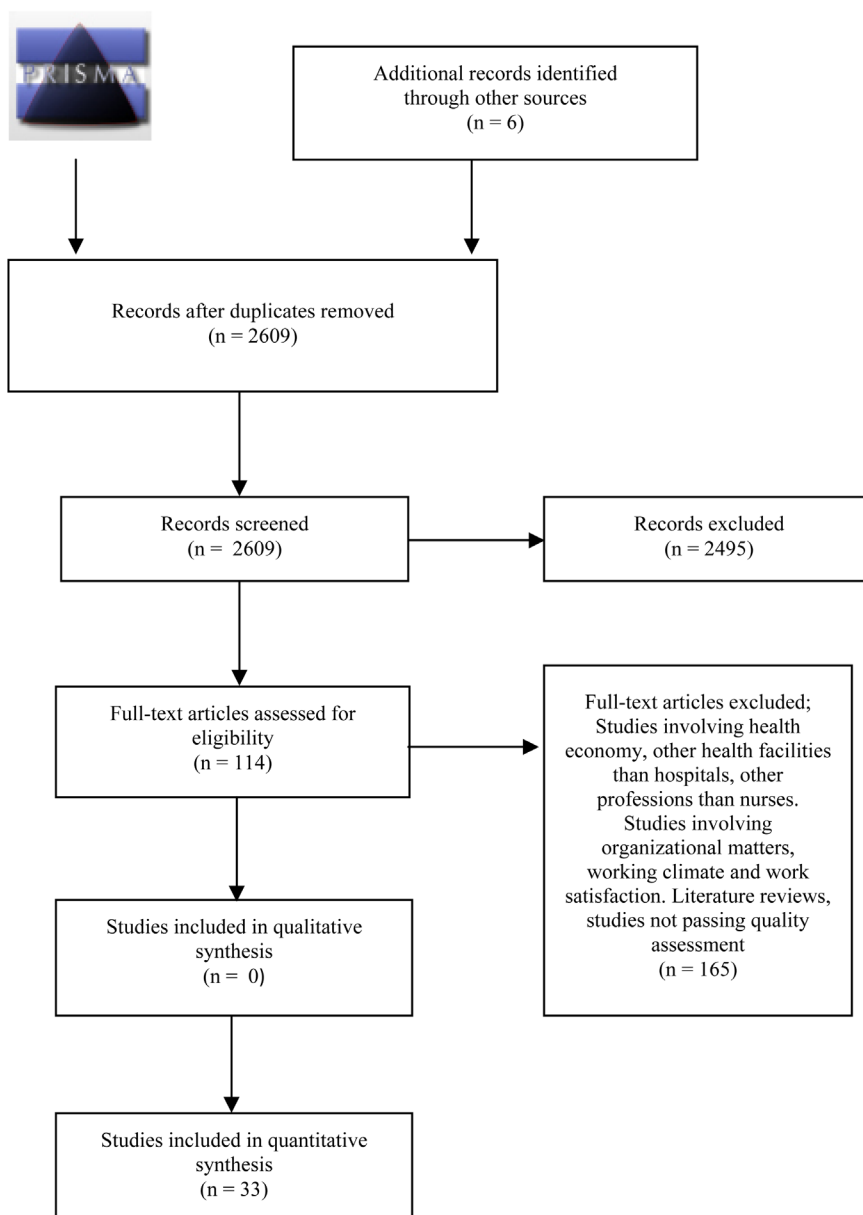 PRISMA
Additional records identified
through other sources
(n = 6)
Records after duplicates removed
(n = 2609)
Records screened
(n = 2609)
Records excluded
(n = 2495)
Full-text articles assessed for
eligibility
(n = 114)
Full-text articles excluded;
Studies involving health
economy, other health facilities
than hospitals, other
professions than nurses.
Studies involving
organizational matters,
working climate and work
satisfaction. Literature reviews,
studies not passing quality
assessment
(n = 165)
Studies included in qualitative
synthesis
(n = 0)
Studies included in quantitative
synthesis
(n = 33)